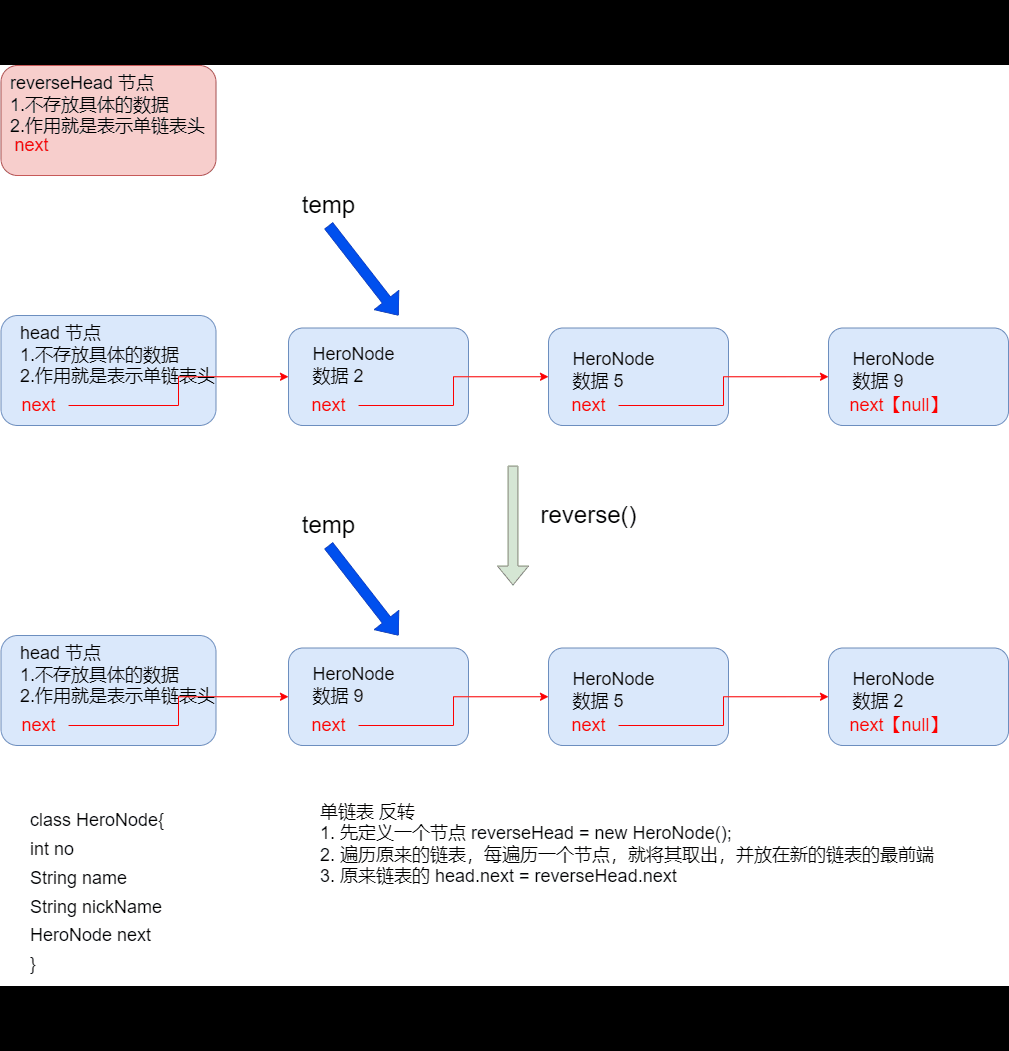 reverseHead 节点
1.不存放具体的数据
2.作用就是表示单链表头
next
temp
head 节点
1.不存放具体的数据
2.作用就是表示单链表头
next
HeroNode
数据 2
next
HeroNode
数据 5
next
HeroNode
数据 9
next【null】
reverse()
temp
head 节点
1.不存放具体的数据
2.作用就是表示单链表头
next
HeroNode
数据 9
next
HeroNode
数据 5
next
HeroNode
数据 2
next【null】
class HeroNode{
int no
String name
String nickName
HeroNode next
}
单链表 反转
1. 先定义一个节点 reverseHead = new HeroNode();
2. 遍历原来的链表，每遍历一个节点，就将其取出，并放在新的链表的最前端
3. 原来链表的 head.next = reverseHead.next